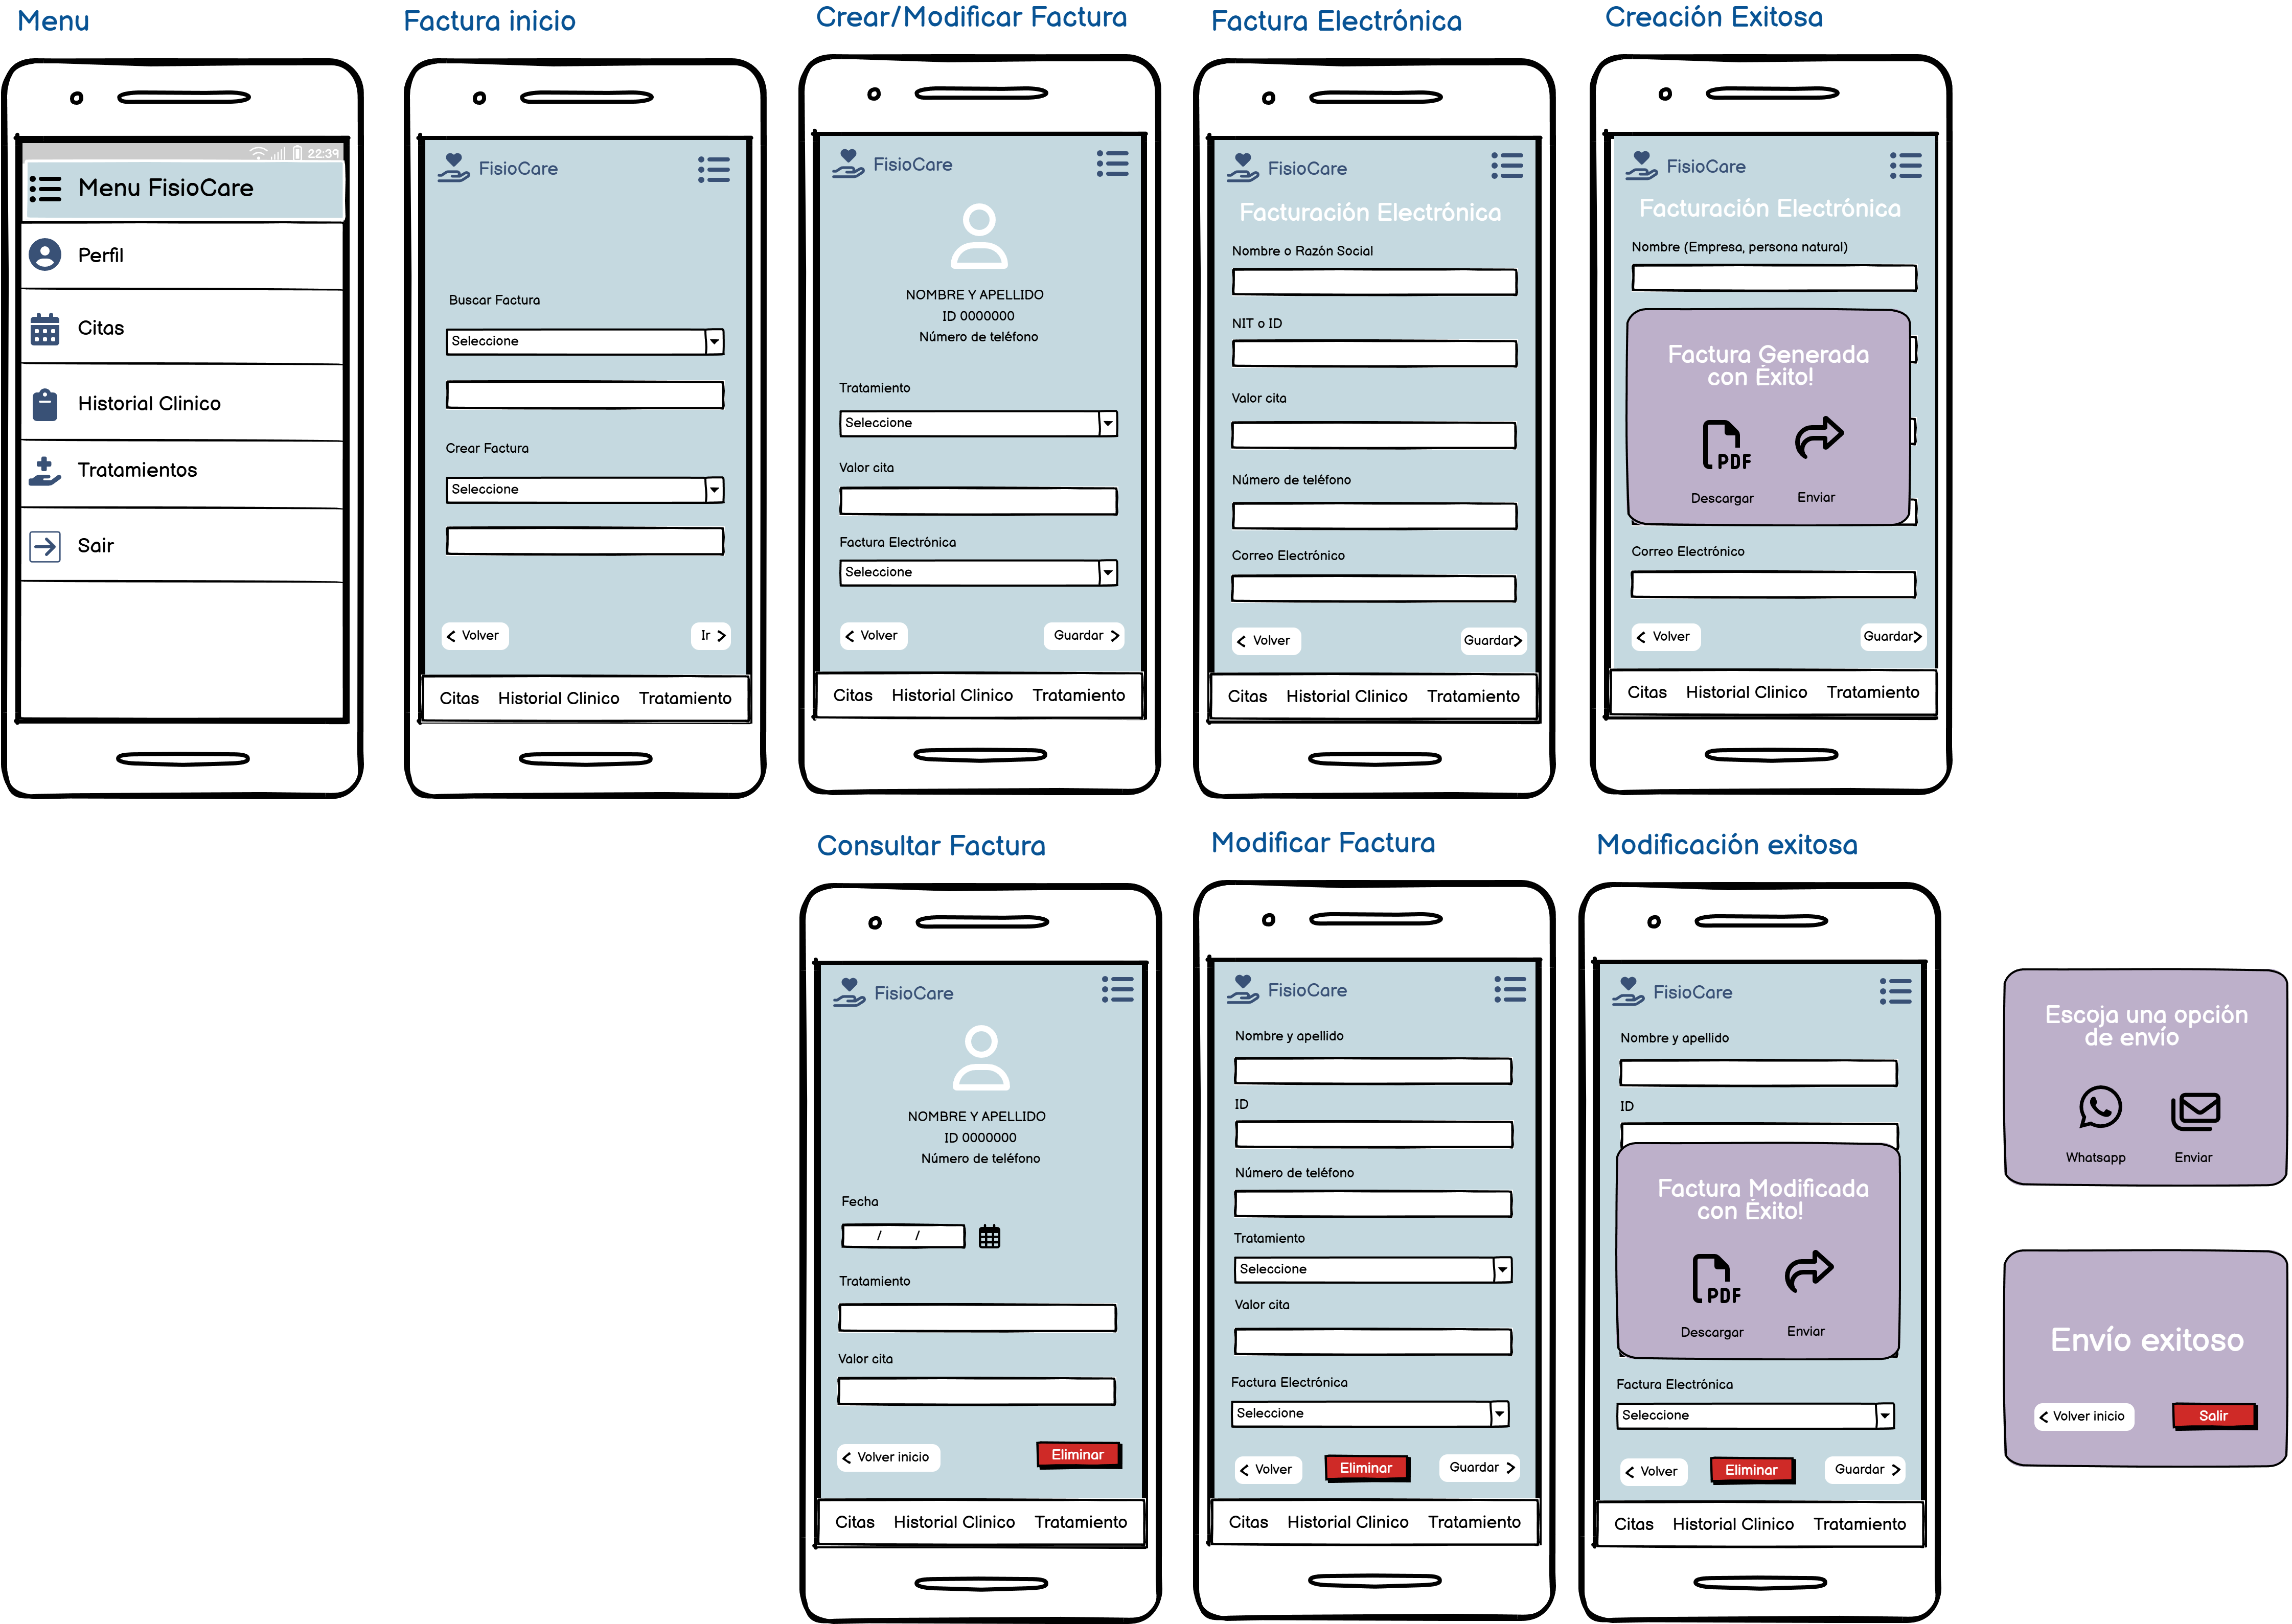 Menu
22:39
Menu FisioCare
Perfil
Citas
Historial Clinico
Tratamientos
Sair
Factura inicio
FisioCare
Buscar Factura
Seleccione
Crear Factura
Seleccione
Volver
Ir
Citas Historial Clinico Tratamiento
Crear/Modificar Factura
FisioCare
NOMBRE Y APELLIDO
ID 0000000
Número de teléfono
Tratamiento
Seleccione
Valor cita
Factura Electrónica
Seleccione
Volver
Guardar
Citas Historial Clinico Tratamiento
Factura Electrónica
FisioCare
Facturación Electrónica
Nombre o Razón Social
NIT o ID
Valor cita
Número de teléfono
Correo Electrónico
Volver
Guardar
Citas Historial Clinico Tratamiento
Creación Exitosa
FisioCare
Facturación Electrónica
Nombre (Empresa, persona natural)
Factura Generada
con Éxito!
PDF
Descargar
Enviar
Correo Electrónico
Volver
Guardar
Citas Historial Clinico Tratamiento
Consultar Factura
FisioCare
NOMBRE Y APELLIDO
ID 0000000
Número de teléfono
Fecha
/ /
Tratamiento
Valor cita
Volver inicio
Eliminar
Citas Historial Clinico Tratamiento
Modificar Factura
FisioCare
Nombre y apellido
ID
Número de teléfono
Tratamiento
Seleccione
Valor cita
Factura Electrónica
Seleccione
Volver
Eliminar
Guardar
Citas Historial Clinico Tratamiento
Modificación exitosa
FisioCare
Nombre y apellido
ID
Factura Modificada
con Éxito!
PDF
Descargar
Enviar
Factura Electrónica
Seleccione
Volver
Eliminar
Guardar
Citas Historial Clinico Tratamiento
Escoja una opción
de envío
Whatsapp
Enviar
Envío exitoso
Volver inicio
Salir